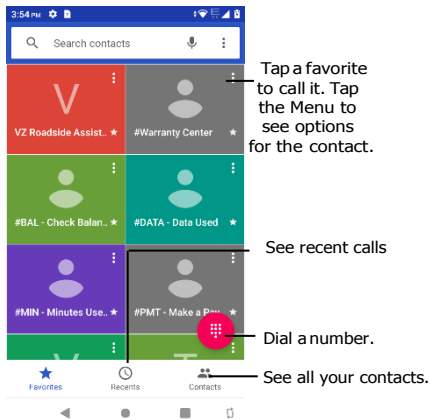 3:54 PM
Search contacts
V
VZ Roadside Assist..
#Warranty Center
#BAL - Check Balan..
#DATA - Data Used
#MIN - Minutes Use..
#PMT - Make a Pay
V
T
Favorites
Recents
Contacts
Tap a favorite
to call it. Tap
the Menu to
see options
for the contact.
See recent calls
Dial a number.
See all your contacts.